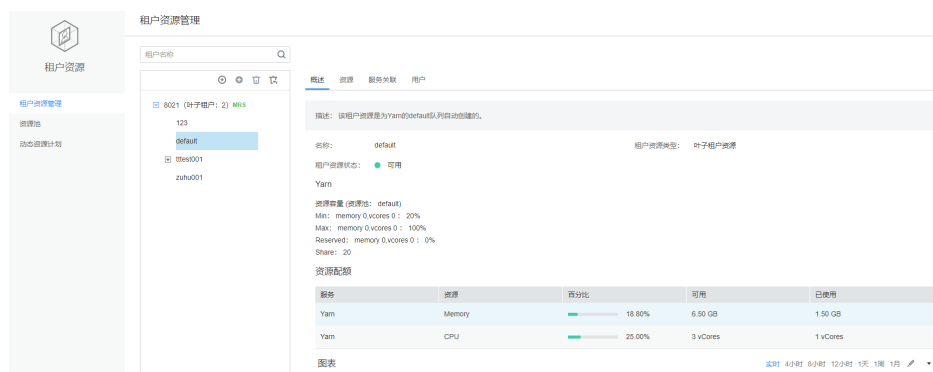 租户资源
租户资源管理
资源池
动态资源计划
租户资源管理
租户名称
8021（叶子租户：2）MRS
123
default
tttest001
zuhu001
概述 资源 服务关联 用户
描述： 该租户资源是为Yarn的default队列自动创建的。
名称： default 租户资源类型： 叶子租户资源
租户资源状态： 可用
Yarn
资源容量 (资源池： default)
Min： memory 0,vcores 0 ： 20%
Max： memory 0,vcores 0 ： 100%
Reserved： memory 0,vcores 0 ： 0%
Share： 20
资源配额
服务 资源 百分比 可用 已使用
Yarn Memory 18.80% 6.50 GB 1.50 GB
Yarn CPU 25.00% 3 vCores 1 vCores
图表 实时 4小时 8小时 12小时 1天 1周 1月